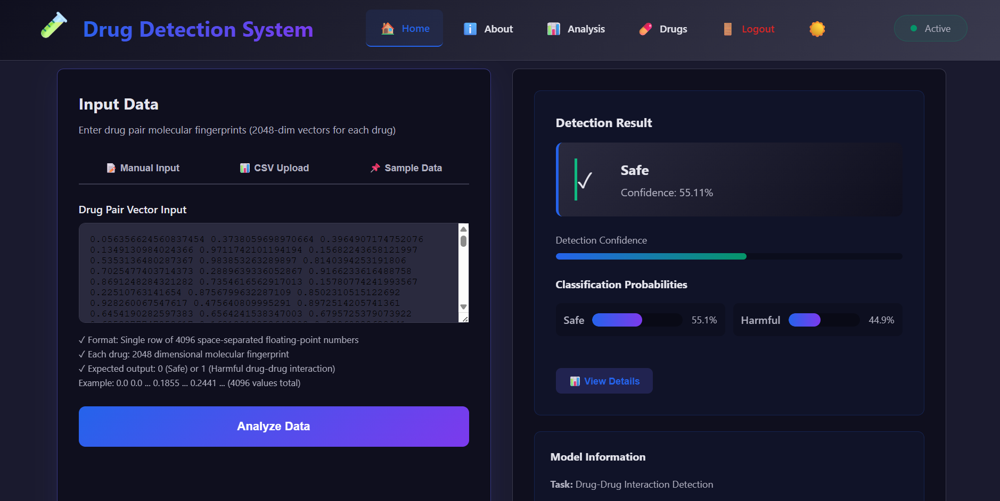 Drug Detection System
Home
About
Analysis
Drugs
Logout
Active
Input Data
Enter drug pair molecular fingerprints (2048-dim vectors for each drug)
Manual Input
CSV Upload
Sample Data
Drug Pair Vector Input
0.056356624560837454 0.3738059698970664 0.3964907174752076
0.1349130984024366 0.9711742101194194 0.15682243658121997
0.5353136480287367 0.983853263289897 0.8140394253191806
0.7025477403714373 0.2889639336052867 0.9166233616488758
0.8691248284321282 0.7354616562917013 0.15780774241993567
0.22510763141654 0.8756799632287109 0.8502310515122692
0.928260067547617 0.475640809995291 0.8972514205741361
0.6454190282597383 0.6564241538347003 0.6795725379073922
✓ Format: Single row of 4096 space-separated floating-point numbers
✓ Each drug: 2048 dimensional molecular fingerprint
✓ Expected output: 0 (Safe) or 1 (Harmful drug-drug interaction)
Example: 0.0 0.0 ... 0.1855 ... 0.2441 ... (4096 values total)
Analyze Data
Detection Result
✓
Safe
Confidence: 55.11%
Detection Confidence
Classification Probabilities
Safe 55.1%
Harmful 44.9%
View Details
Model Information
Task: Drug-Drug Interaction Detection